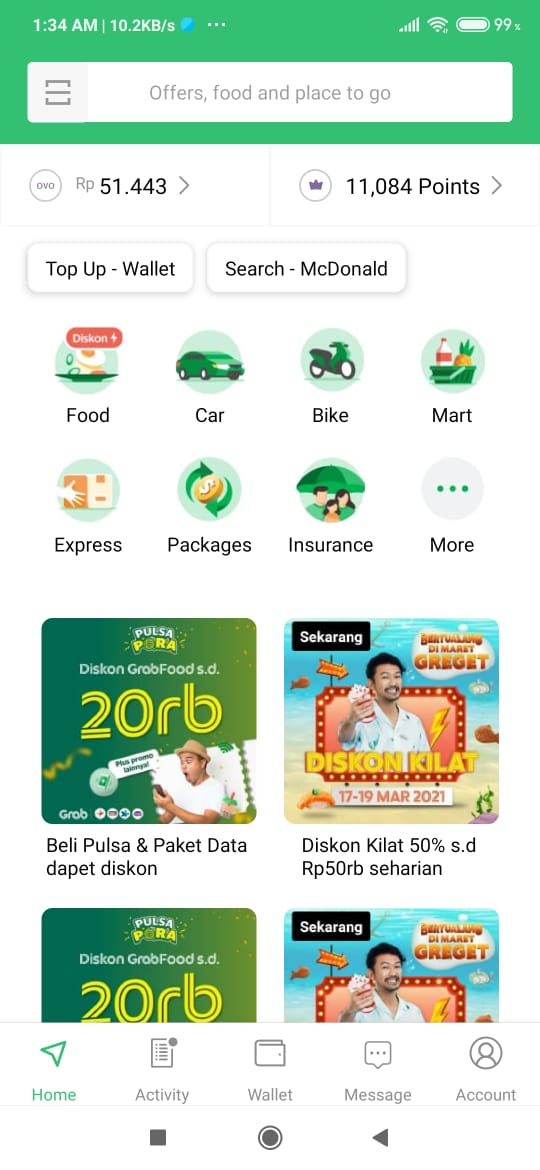 1:34 AM | 10.2KB/s ...
99%
Offers, food and place to go
OVO Rp 51.443
11,084 Points
Top Up - Wallet
Search - McDonald
Diskon
Food Car Bike Mart
Express Packages Insurance More
PULSA
PORA
Diskon GrabFood s.d.
20rb
Plus promo
lainnya!
Grab
Beli Pulsa & Paket Data
dapet diskon
Sekarang
BERTUALANG
DI MARET
GREGET
DISKON KILAT
17-19 MAR 2021
Diskon Kilat 50% s.d
Rp50rb seharian
PULSA
PORA
Diskon GrabFood s.d.
20rb
Sekarang
BERTUALANG
DI MARET
GREGET
Home Activity Wallet Message Account